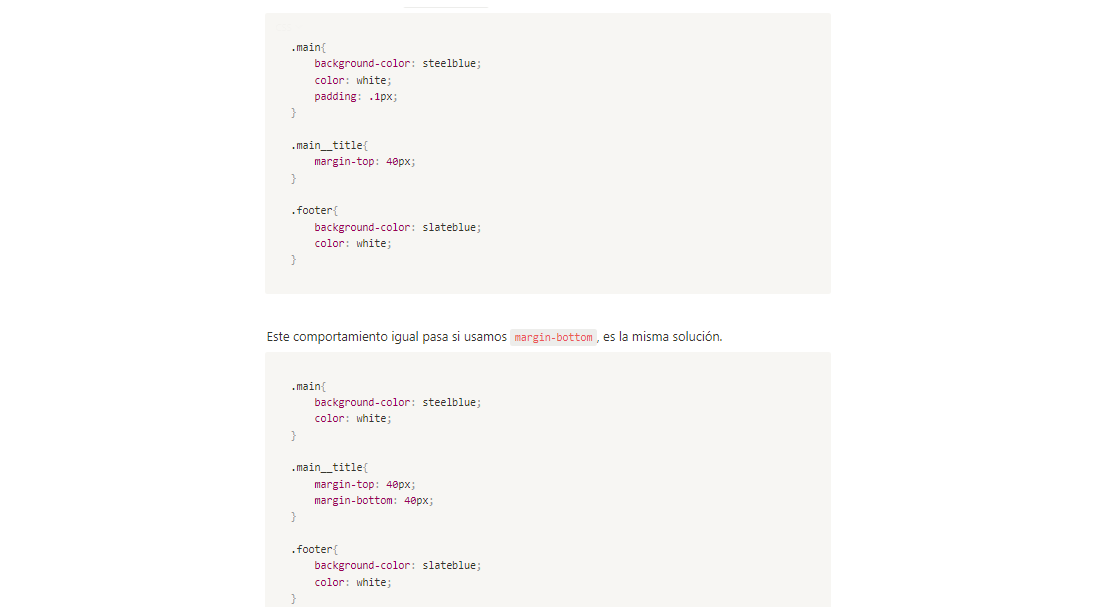 .main{
    background-color: steelblue;
    color: white;
    padding: .1px;
}
.main__title{
    margin-top: 40px;
}
.footer{
    background-color: slateblue;
    color: white;
}
Este comportamiento igual pasa si usamos margin-bottom, es la misma solución.
.main{
    background-color: steelblue;
    color: white;
}
.main__title{
    margin-top: 40px;
    margin-bottom: 40px;
}
.footer{
    background-color: slateblue;
    color: white;
}